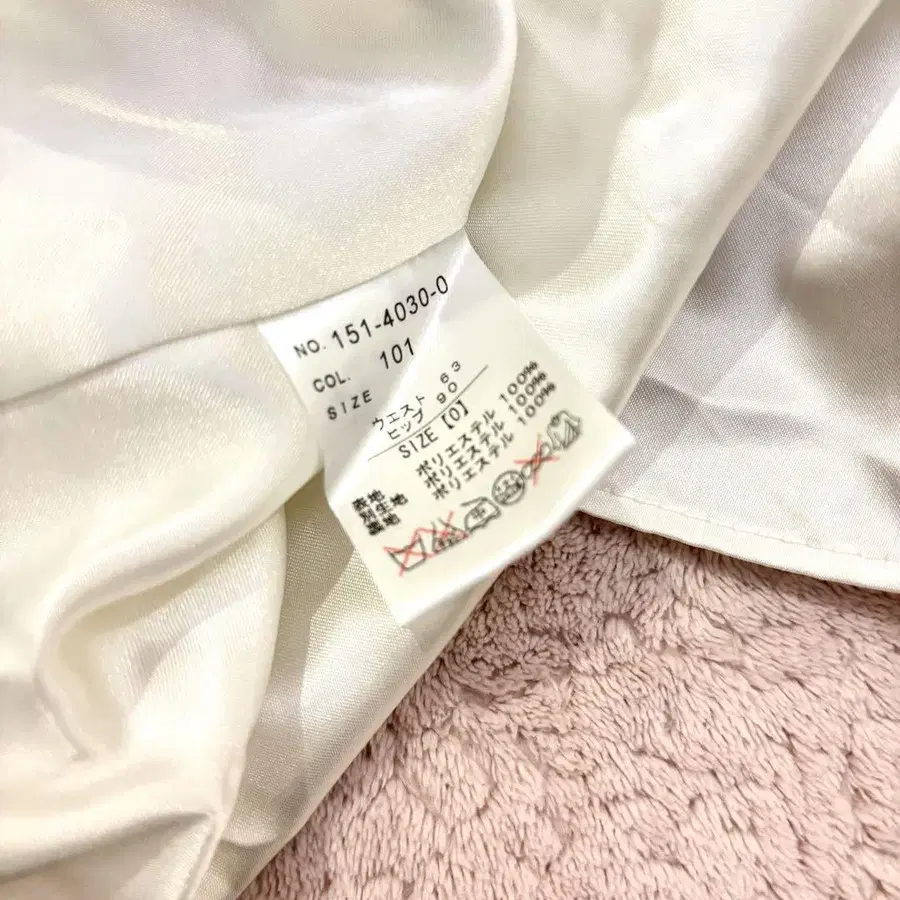 NO. 151-4030-0
COL. 101
SIZE
ウエスト 63
ヒップ 90
SIZE [0]
表地 ポリエステル 100%
別生地 ポリエステル 100%
裏地 ポリエステル 100%